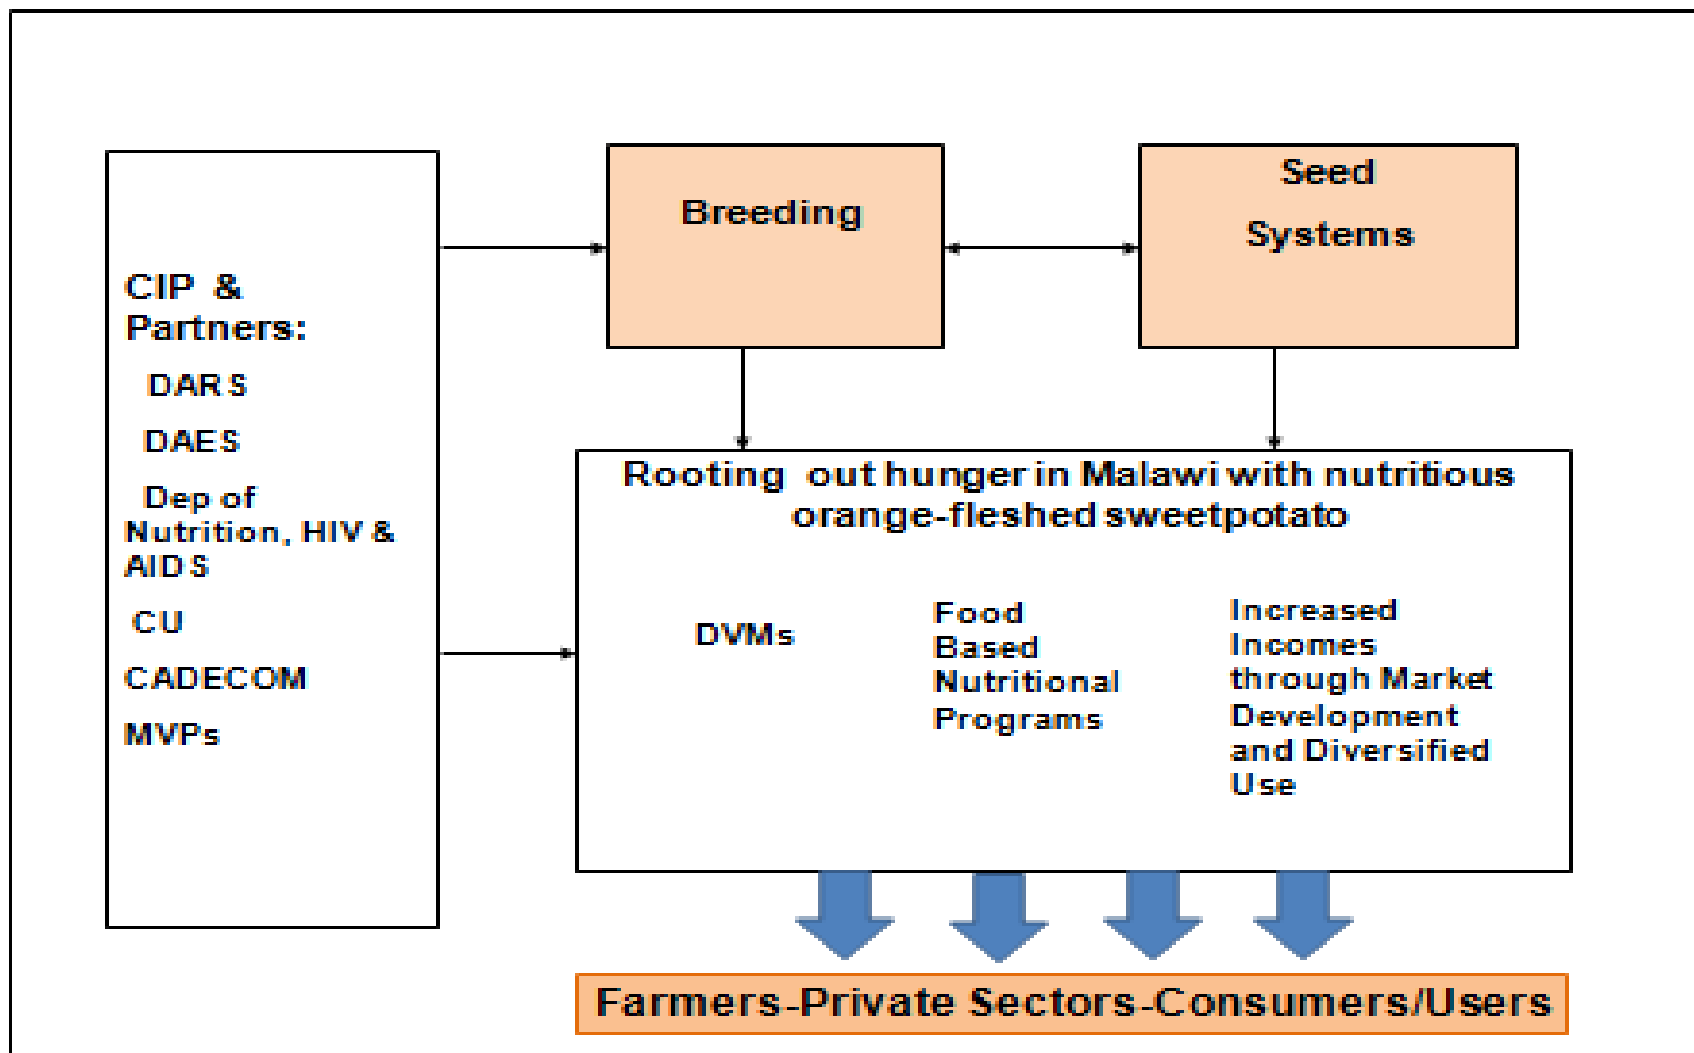 Breeding
Seed
Systems
CIP & 
Partners:
DARS
DAES
Dep of
Nutrition, HIV &
AIDS
CU
CADECOM
MVPs
Rooting out hunger in Malawi with nutritious
orange-fleshed sweetpotato
DVMs
Food
Based
Nutritional
Programs
Increased
Incomes
through Market
Development
and Diversified
Use
Farmers-Private Sectors-Consumers/Users